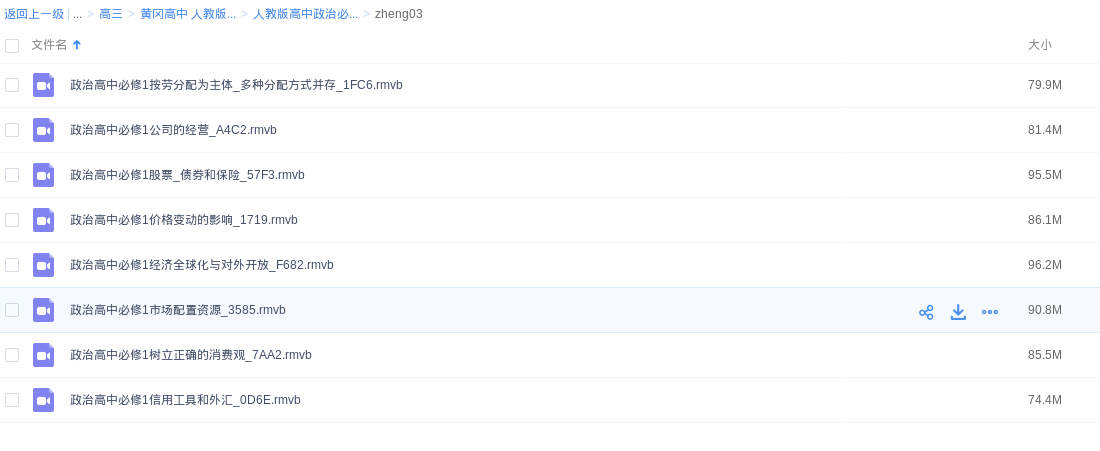 返回上一级 | ... > 高三 > 黄冈高中 人教版... > 人教版高中政治必... > zheng03
文件名 大小
政治高中必修1按劳分配为主体_多种分配方式并存_1FC6.rmvb 79.9M
政治高中必修1公司的经营_A4C2.rmvb 81.4M
政治高中必修1股票_债券和保险_57F3.rmvb 95.5M
政治高中必修1价格变动的影响_1719.rmvb 86.1M
政治高中必修1经济全球化与对外开放_F682.rmvb 96.2M
政治高中必修1市场配置资源_3585.rmvb 90.8M
政治高中必修1树立正确的消费观_7AA2.rmvb 85.5M
政治高中必修1信用工具和外汇_0D6E.rmvb 74.4M